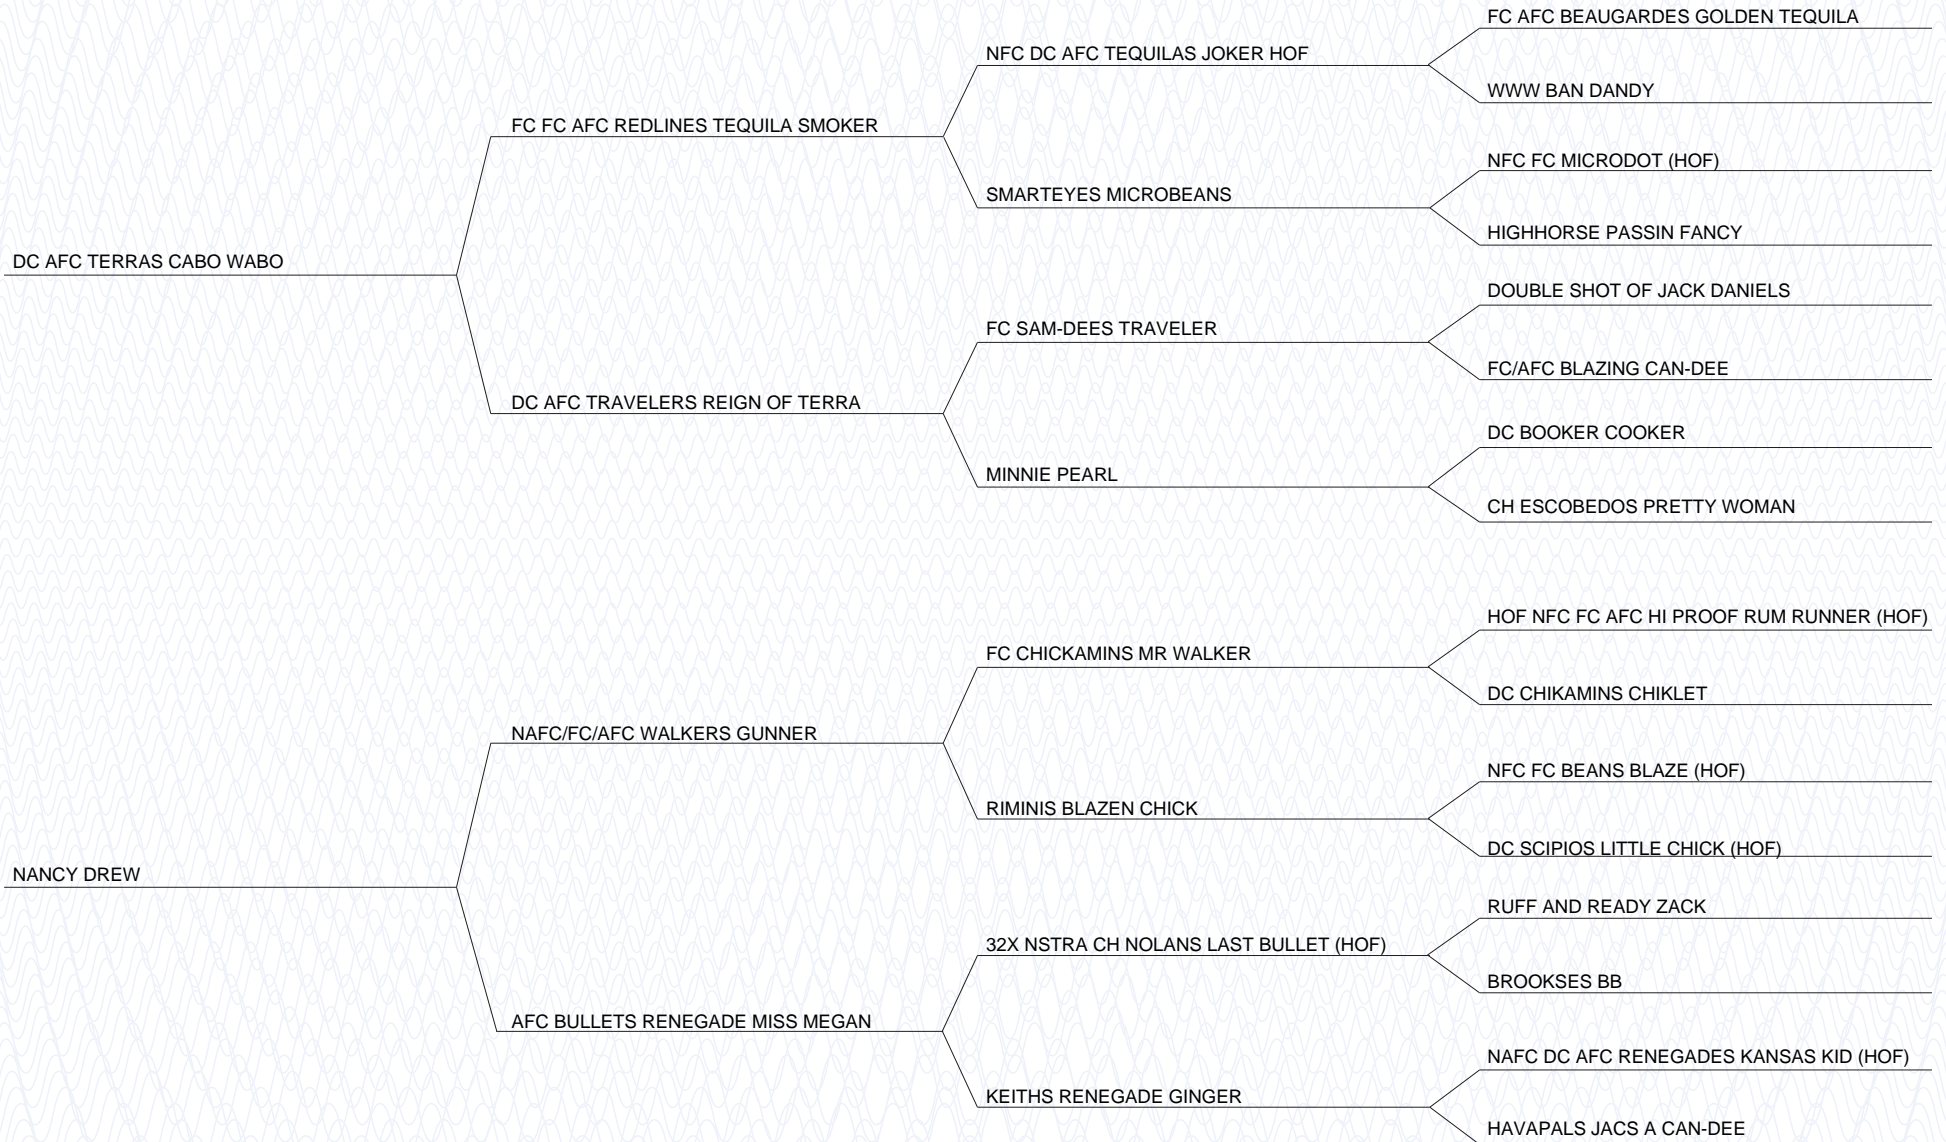 FC AFC BEAUGARDES GOLDEN TEQUILA
NFC DC AFC TEQUILAS JOKER HOF
WWW BAN DANDY
FC FC AFC REDLINES TEQUILA SMOKER
NFC FC MICRODOT (HOF)
SMARTEYES MICROBEANS
HIGHHORSE PASSIN FANCY
DC AFC TERRAS CABO WABO
DOUBLE SHOT OF JACK DANIELS
FC SAM-DEES TRAVELER
FC/AFC BLAZING CAN-DEE
DC AFC TRAVELERS REIGN OF TERRA
DC BOOKER COOKER
MINNIE PEARL
CH ESCOBEDOS PRETTY WOMAN
HOF NFC FC AFC HI PROOF RUM RUNNER (HOF)
FC CHICKAMINS MR WALKER
DC CHIKAMINS CHIKLET
NAFC/FC/AFC WALKERS GUNNER
NFC FC BEANS BLAZE (HOF)
RIMINIS BLAZEN CHICK
DC SCIPIOS LITTLE CHICK (HOF)
NANCY DREW
RUFF AND READY ZACK
32X NSTRA CH NOLANS LAST BULLET (HOF)
BROOKSES BB
AFC BULLETS RENEGADE MISS MEGAN
NAFC DC AFC RENEGADES KANSAS KID (HOF)
KEITHS RENEGADE GINGER
HAVAPALS JACS A CAN-DEE